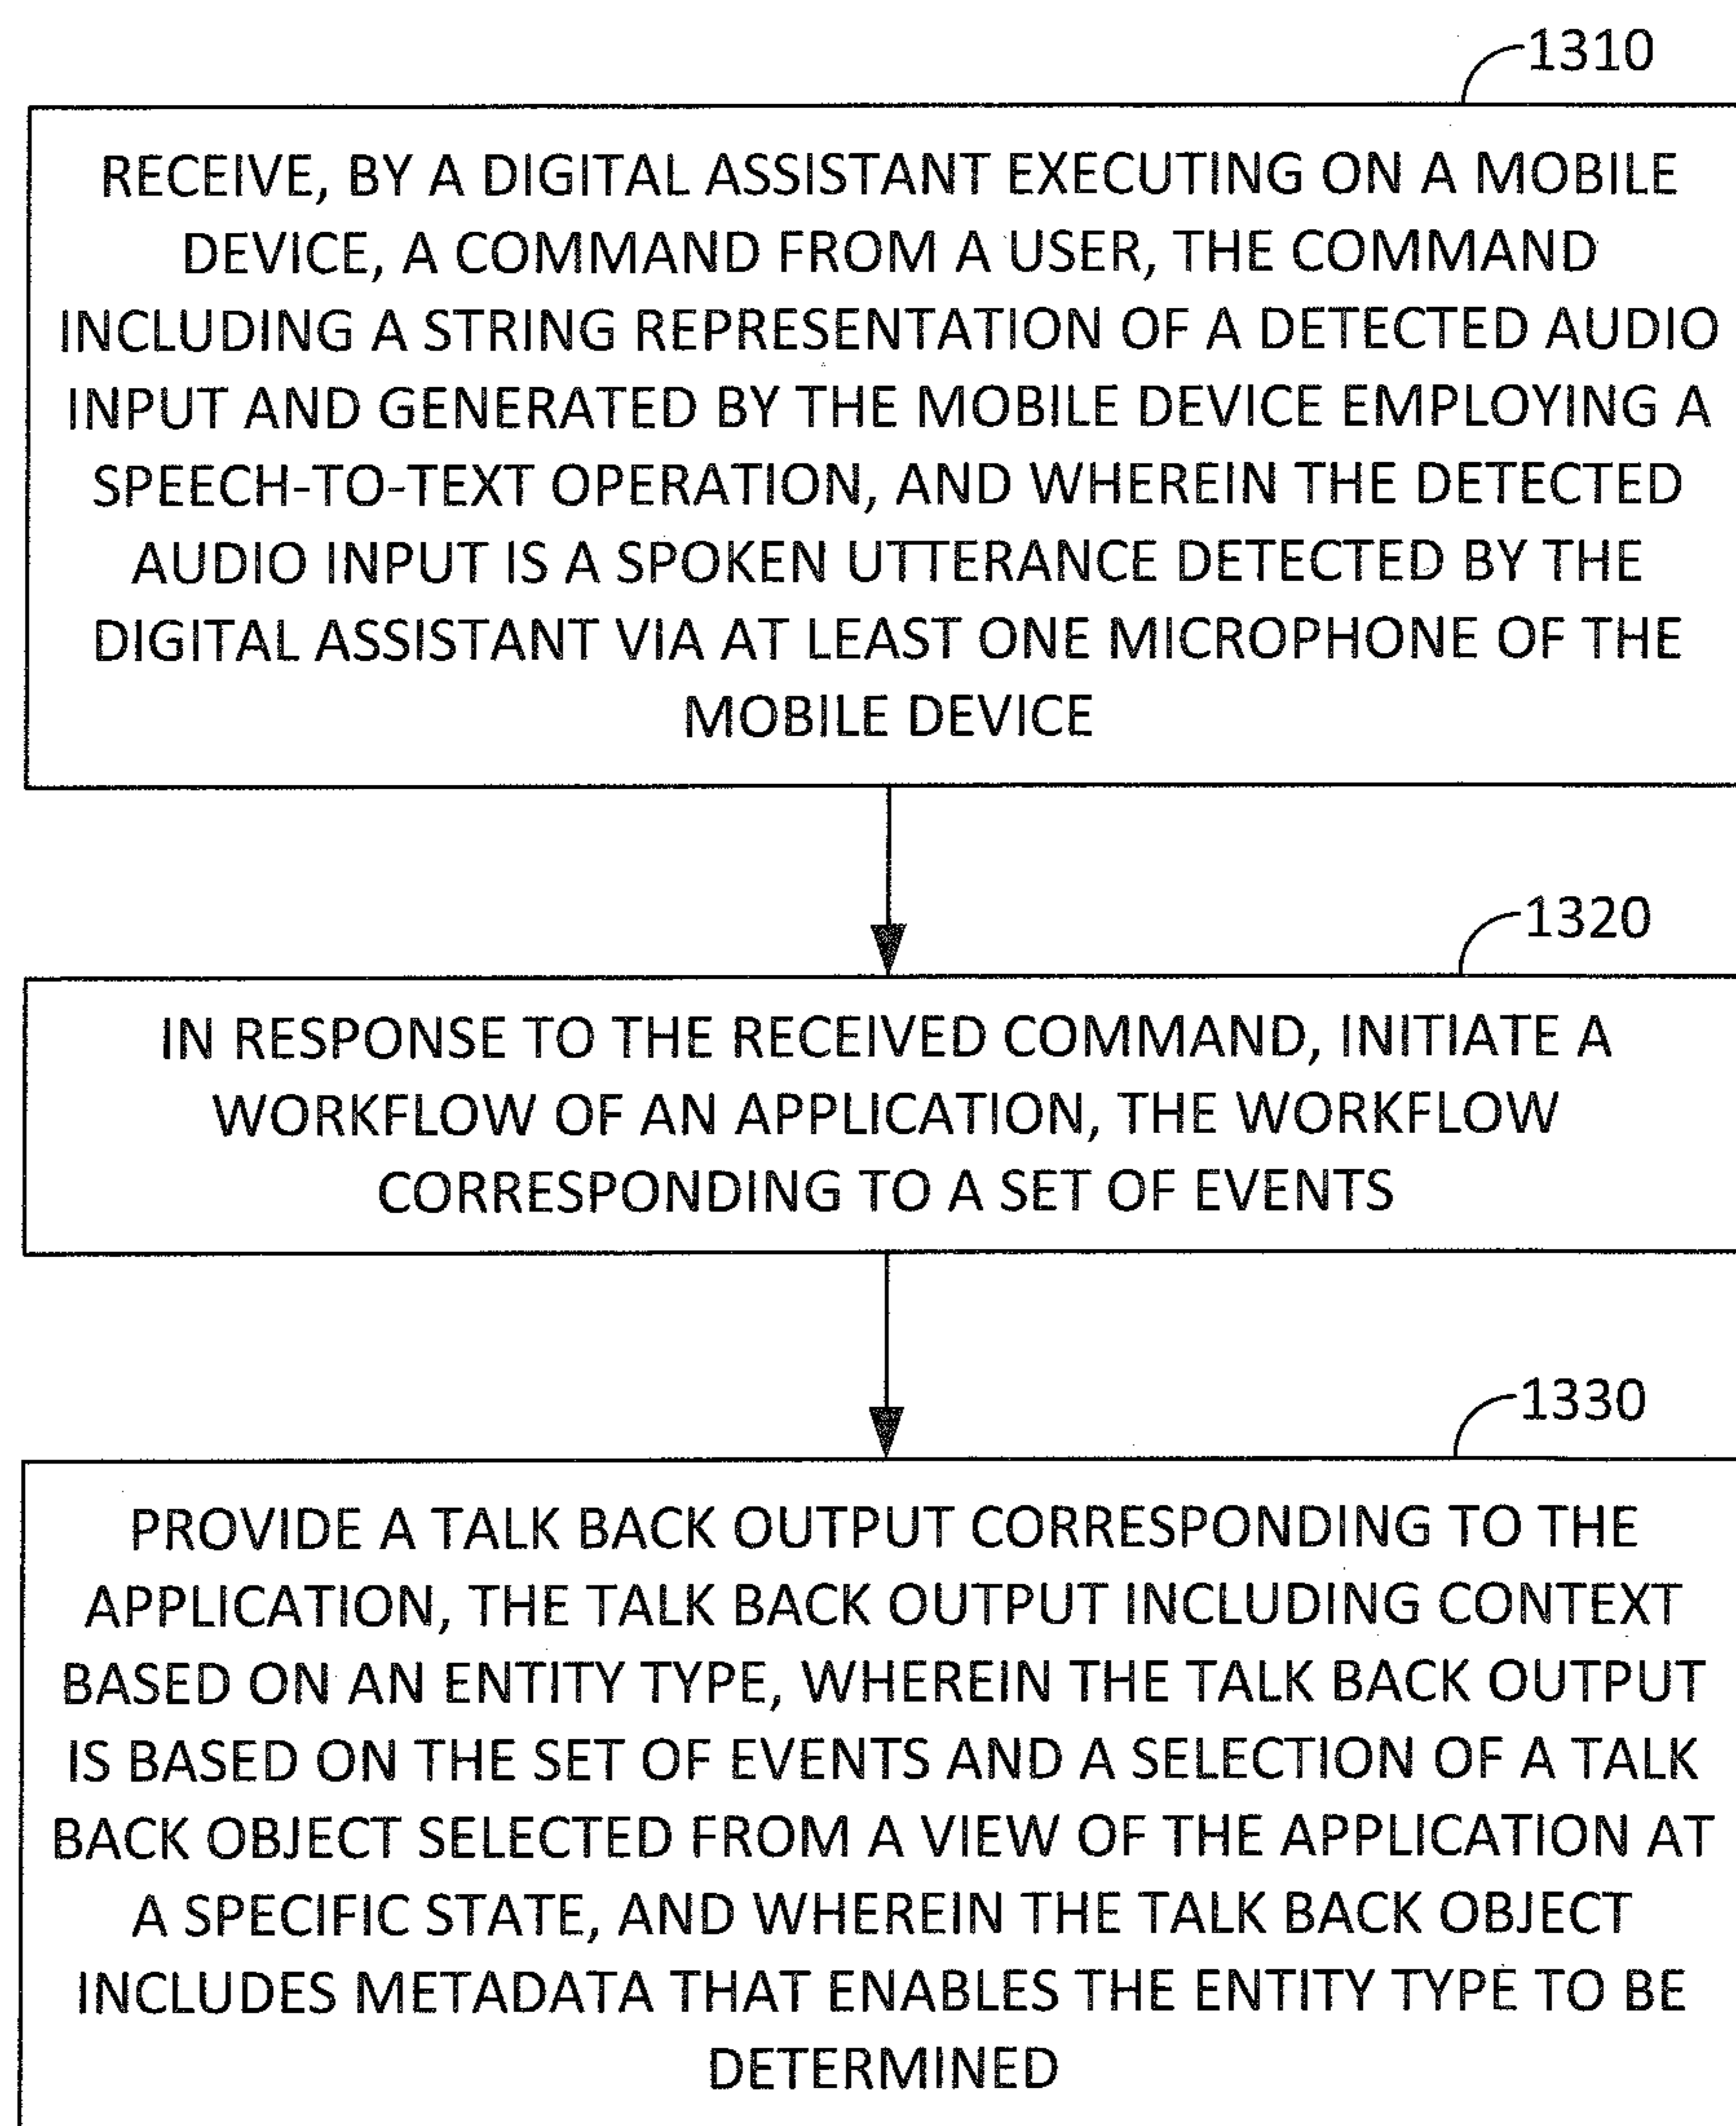 1310
RECEIVE, BY A DIGITAL ASSISTANT EXECUTING ON A MOBILE
DEVICE, A COMMAND FROM A USER, THE COMMAND
INCLUDING A STRING REPRESENTATION OF A DETECTED AUDIO
INPUT AND GENERATED BY THE MOBILE DEVICE EMPLOYING A
SPEECH-TO-TEXT OPERATION, AND WHEREIN THE DETECTED
AUDIO INPUT IS A SPOKEN UTTERANCE DETECTED BY THE
DIGITAL ASSISTANT VIA AT LEAST ONE MICROPHONE OF THE
MOBILE DEVICE
1320
IN RESPONSE TO THE RECEIVED COMMAND, INITIATE A
WORKFLOW OF AN APPLICATION, THE WORKFLOW
CORRESPONDING TO A SET OF EVENTS
1330
PROVIDE A TALK BACK OUTPUT CORRESPONDING TO THE
APPLICATION, THE TALK BACK OUTPUT INCLUDING CONTEXT
BASED ON AN ENTITY TYPE, WHEREIN THE TALK BACK OUTPUT
IS BASED ON THE SET OF EVENTS AND A SELECTION OF A TALK
BACK OBJECT SELECTED FROM A VIEW OF THE APPLICATION AT
A SPECIFIC STATE, AND WHEREIN THE TALK BACK OBJECT
INCLUDES METADATA THAT ENABLES THE ENTITY TYPE TO BE
DETERMINED